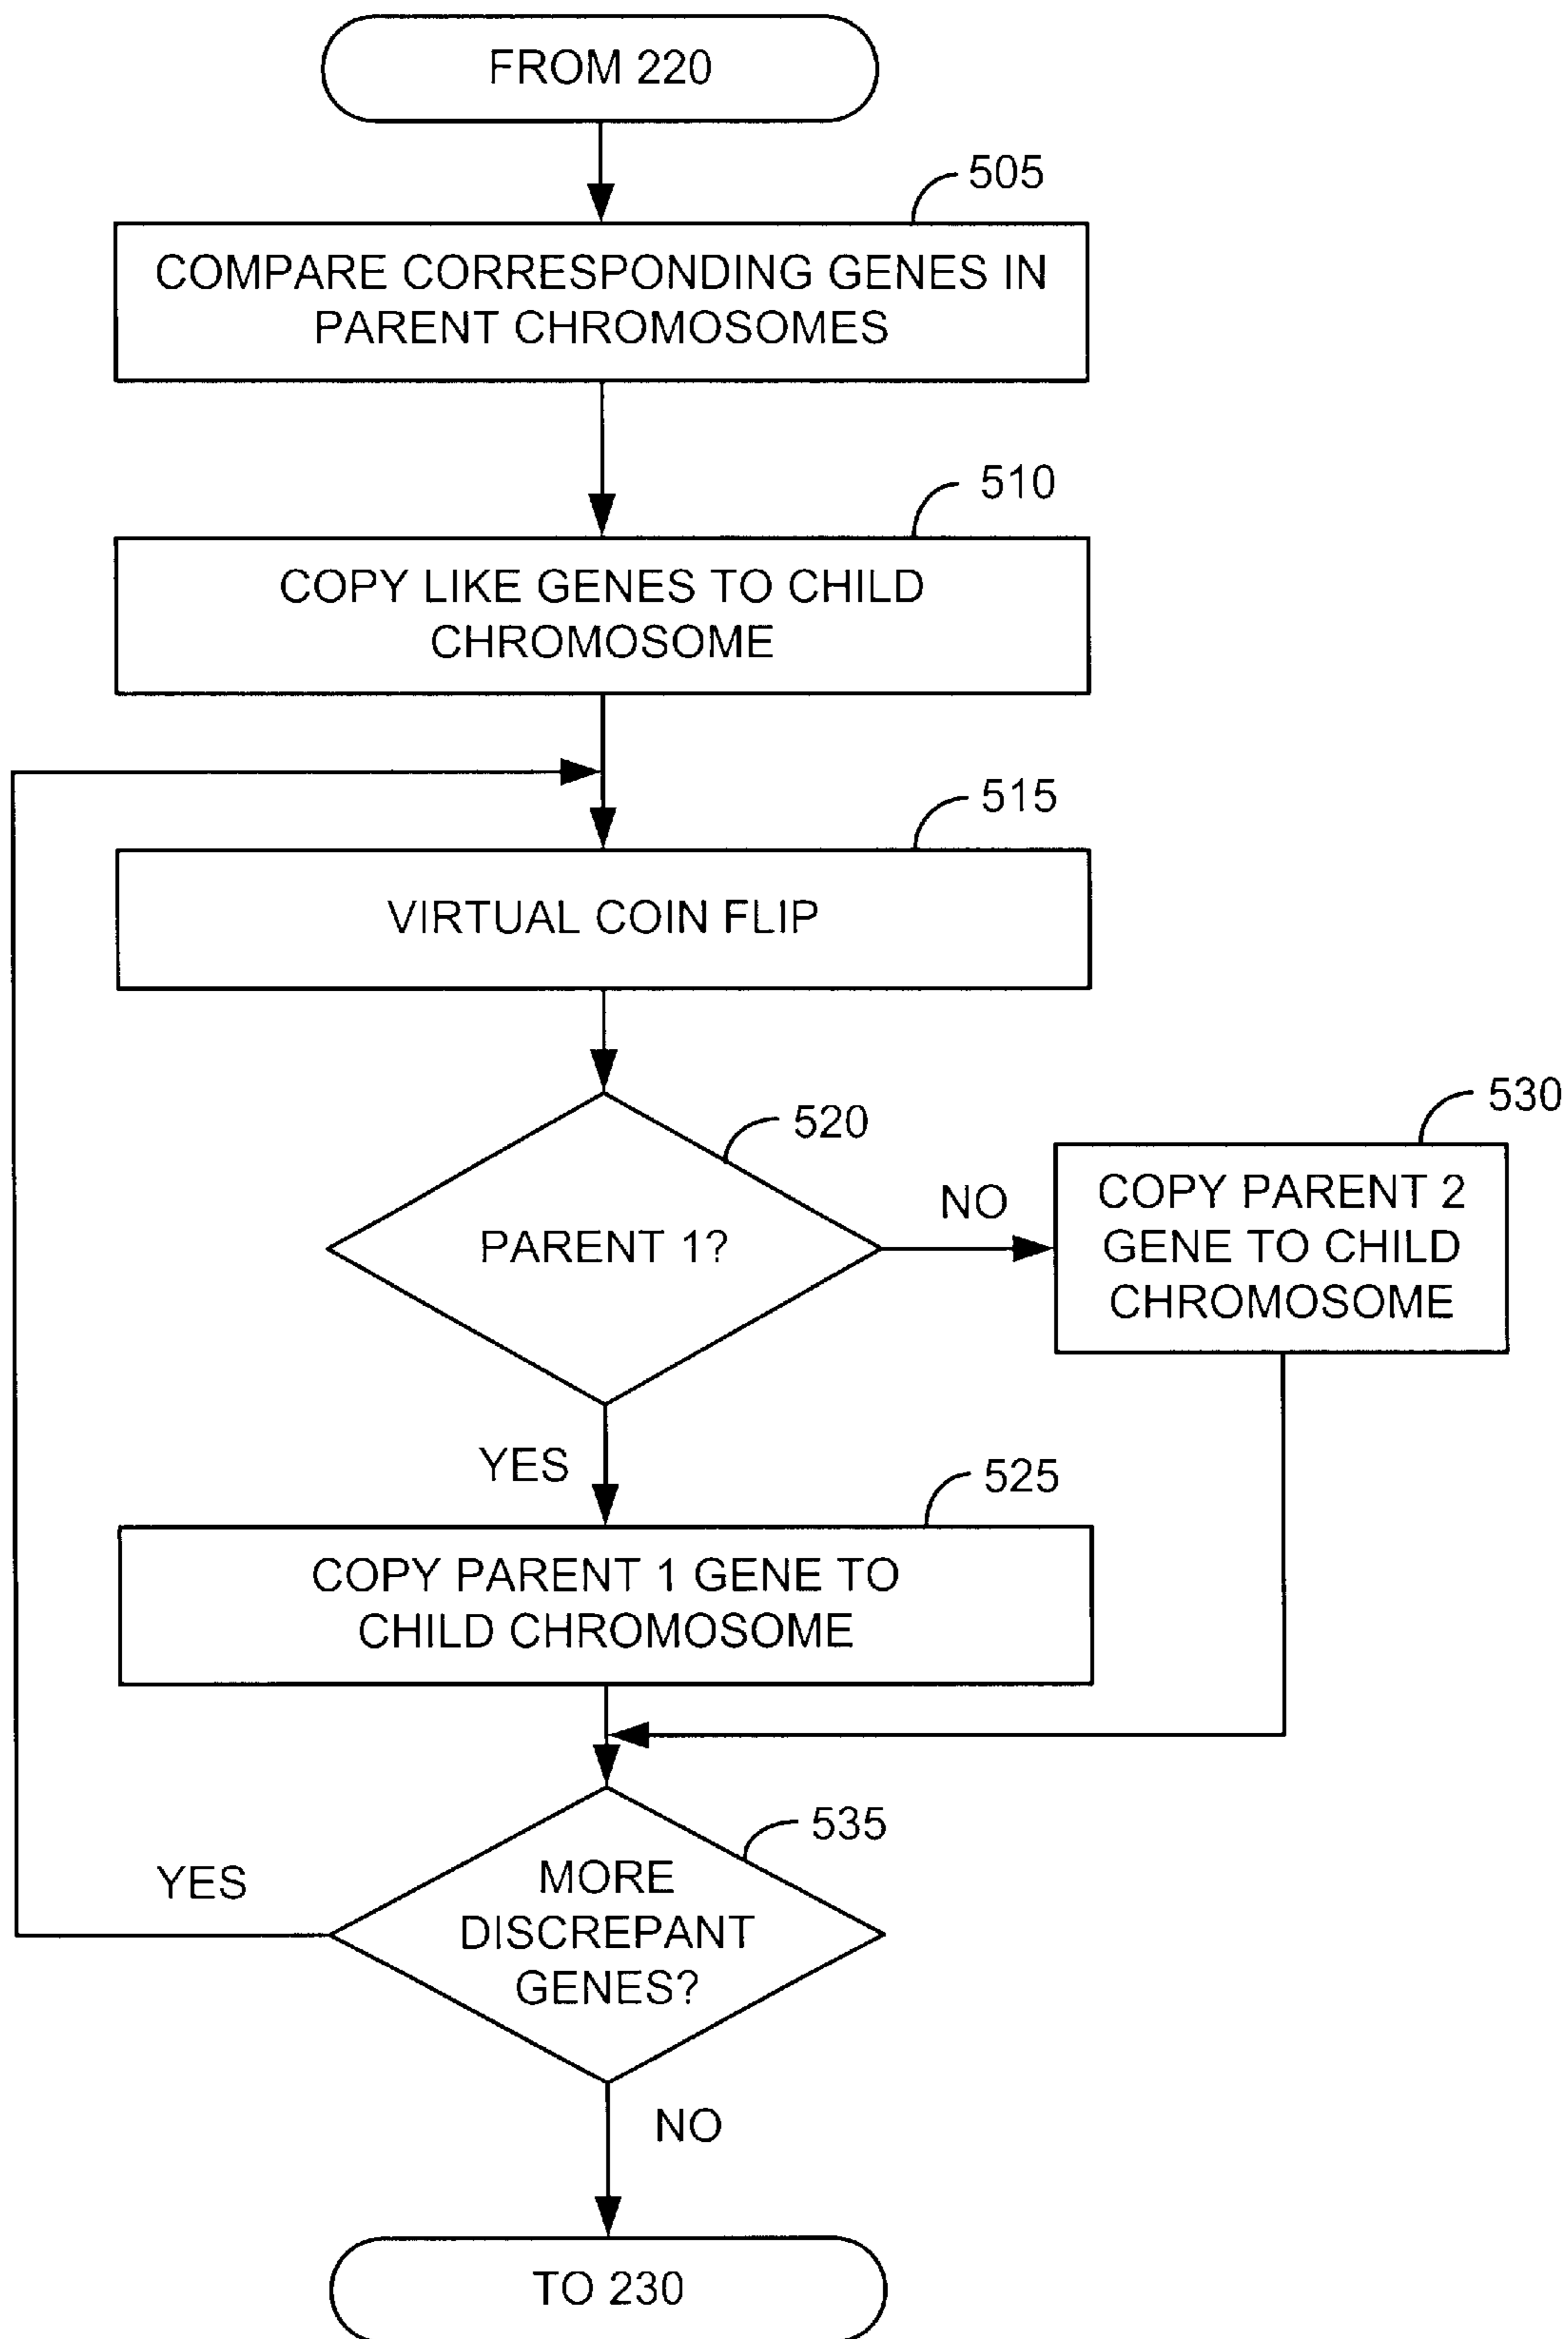 FROM 220
505
COMPARE CORRESPONDING GENES IN
PARENT CHROMOSOMES
510
COPY LIKE GENES TO CHILD
CHROMOSOME
515
VIRTUAL COIN FLIP
520
PARENT 1?
NO
530
COPY PARENT 2
GENE TO CHILD
CHROMOSOME
YES
525
COPY PARENT 1 GENE TO
CHILD CHROMOSOME
535
YES
MORE
DISCREPANT
GENES?
NO
TO 230